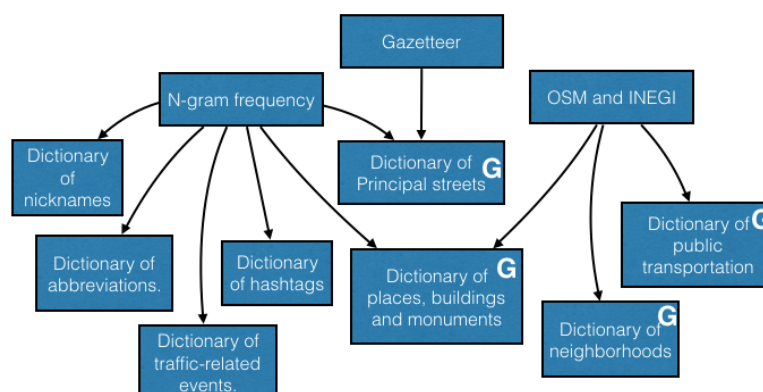 Gazetteer
N-gram frequency
OSM and INEGI
Dictionary
of
nicknames
Dictionary of
Principal streets
G
Dictionary of
public
transportation
G
Dictionary of
abbreviations.
Dictionary
of hashtags
Dictionary of
places, buildings
and monuments
G
Dictionary of
neighborhoods
G
Dictionary of
traffic-related
events.